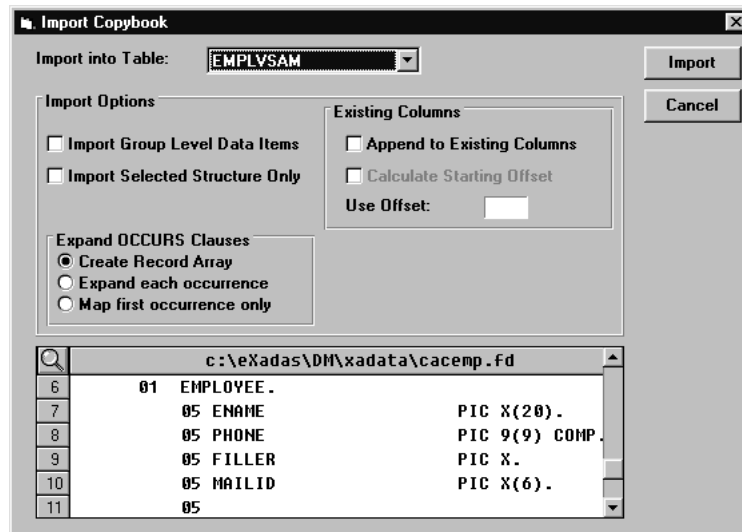 Import Copybook
Import into Table: EMPLVSAM
Import
Cancel
Import Options
Import Group Level Data Items
Import Selected Structure Only
Existing Columns
Append to Existing Columns
Calculate Starting Offset
Use Offset:
Expand OCCURS Clauses
Create Record Array
Expand each occurrence
Map first occurrence only
c:\eXadas\DM\xadata\cacemp.fd
6 01 EMPLOYEE.
7 05 ENAME PIC X(20).
8 05 PHONE PIC 9(9) COMP.
9 05 FILLER PIC X.
10 05 MAILID PIC X(6).
11 05